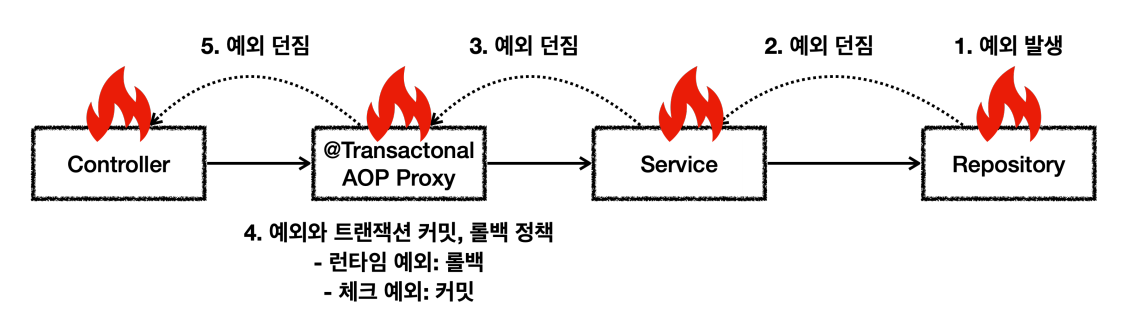 5. 예외 던짐
3. 예외 던짐
2. 예외 던짐
1. 예외 발생
Controller
@Transactonal
AOP Proxy
Service
Repository
4. 예외와 트랜잭션 커밋, 롤백 정책
- 런타임 예외: 롤백
- 체크 예외: 커밋